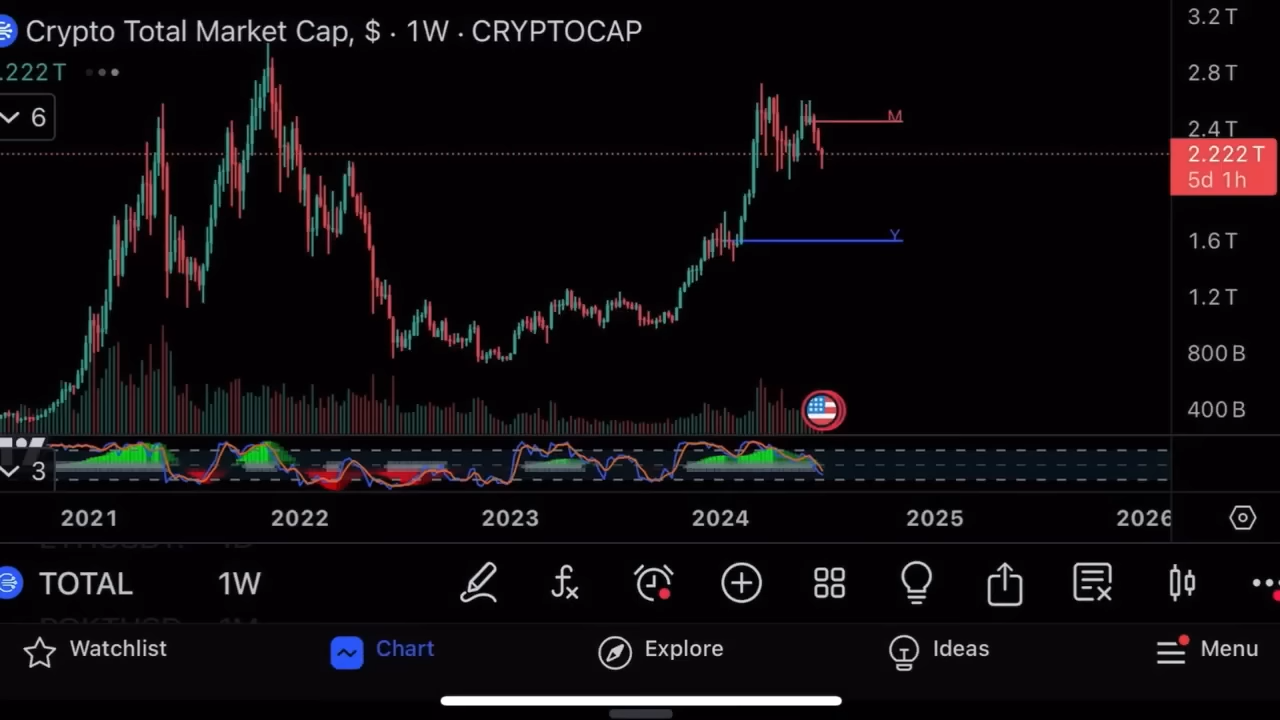 Crypto Total Market Cap, $ · 1W · CRYPTOCAP
.222 T
6
3.2 T
2.8 T
M
2.4 T
2.222 T
5d 1h
Y
1.6 T
1.2 T
800 B
400 B
3
2021 2022 2023 2024 2025 2026
TOTAL 1W
Watchlist Chart Explore Ideas Menu